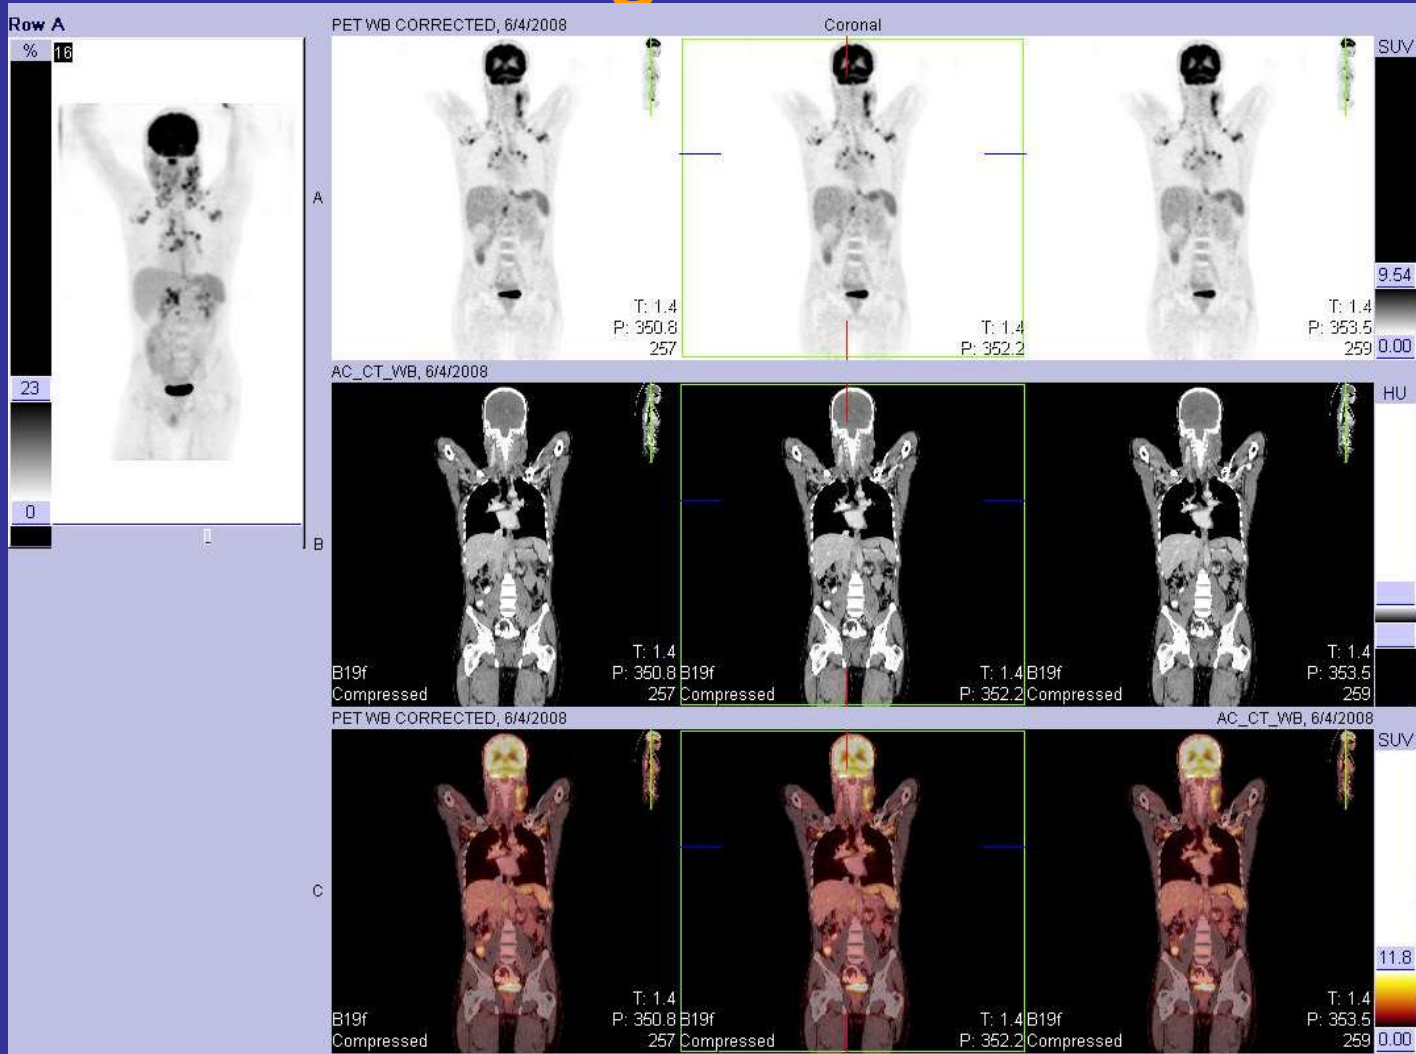 Row A
%
16
23
0
A
B
C
PET WB CORRECTED, 6/4/2008
Coronal
T: 1.4
P: 350.8
257
T: 1.4
P: 352.2
T: 1.4
P: 353.5
259
SUV
9.54
0.00
AC_CT_WB, 6/4/2008
B19f
Compressed
T: 1.4
P: 350.8
257
B19f
Compressed
T: 1.4
P: 352.2
B19f
Compressed
T: 1.4
P: 353.5
259
HU
PET WB CORRECTED, 6/4/2008
AC_CT_WB, 6/4/2008
B19f
Compressed
T: 1.4
P: 350.8
257
B19f
Compressed
T: 1.4
P: 352.2
B19f
Compressed
T: 1.4
P: 353.5
259
SUV
11.8
0.00